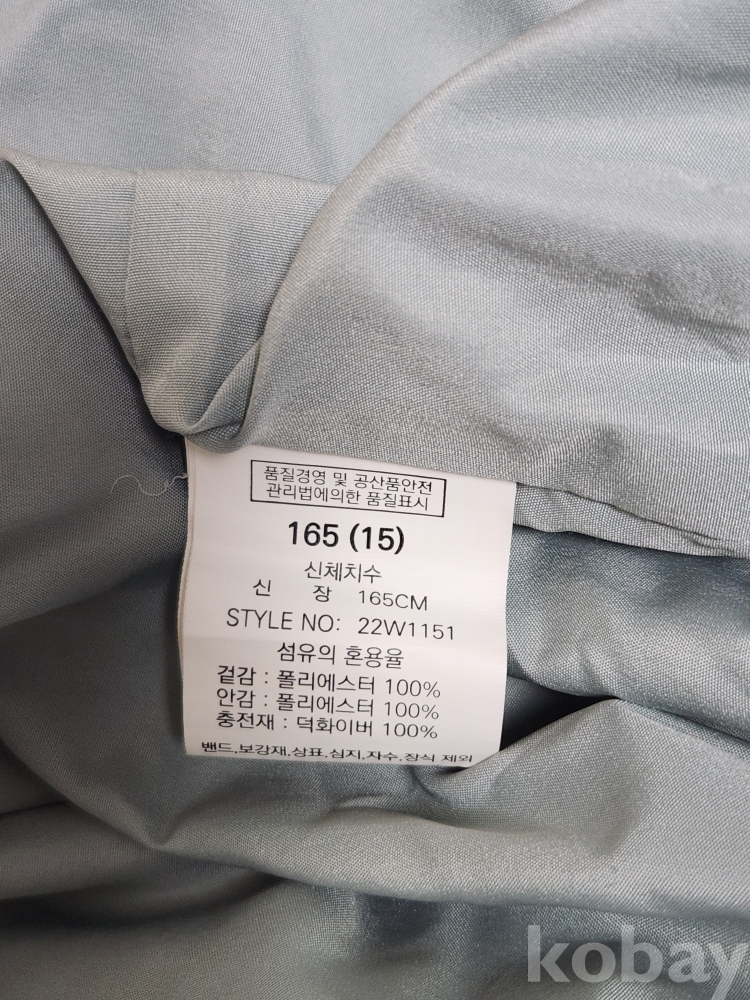 품질경영 및 공산품안전
관리법에의한 품질표시
165 (15)
신체치수
신 장 165CM
STYLE NO: 22W1151
섬유의 혼용율
겉감 : 폴리에스터 100%
안감 : 폴리에스터 100%
충전재 : 덕화이버 100%
밴드,보강재,상표,심지,자수,장식 제외
kobay